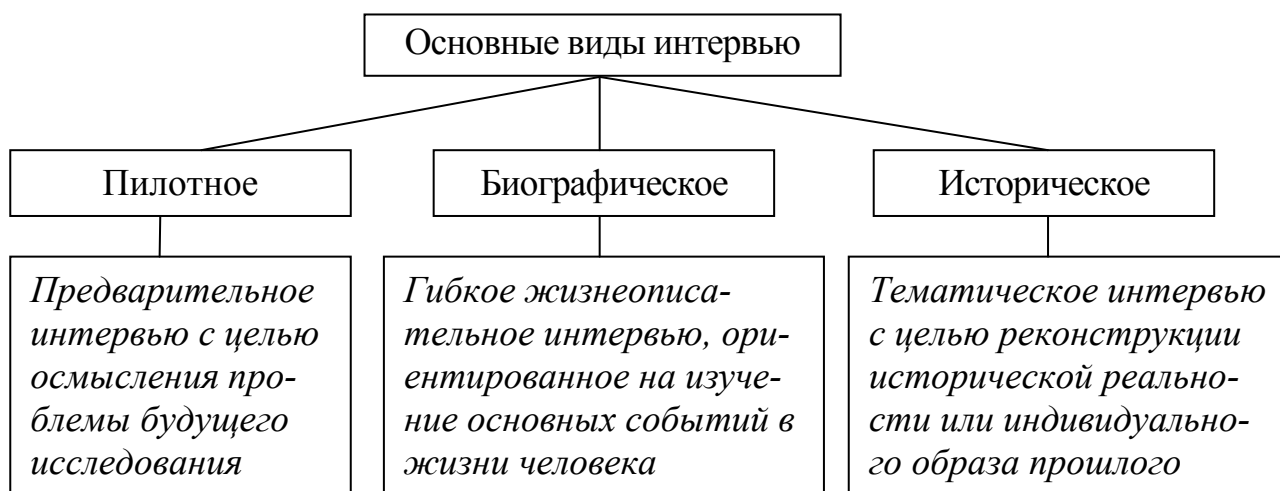 Основные виды интервью
Пилотное
Биографическое
Историческое
Предварительное
интервью с целью
осмысления про-
блемы будущего
исследования
Гибкое жизнеописа-
тельное интервью, ори-
ентированное на изуче-
ние основных событий в
жизни человека
Тематическое интервью
с целью реконструкции
исторической реально-
сти или индивидуально-
го образа прошлого